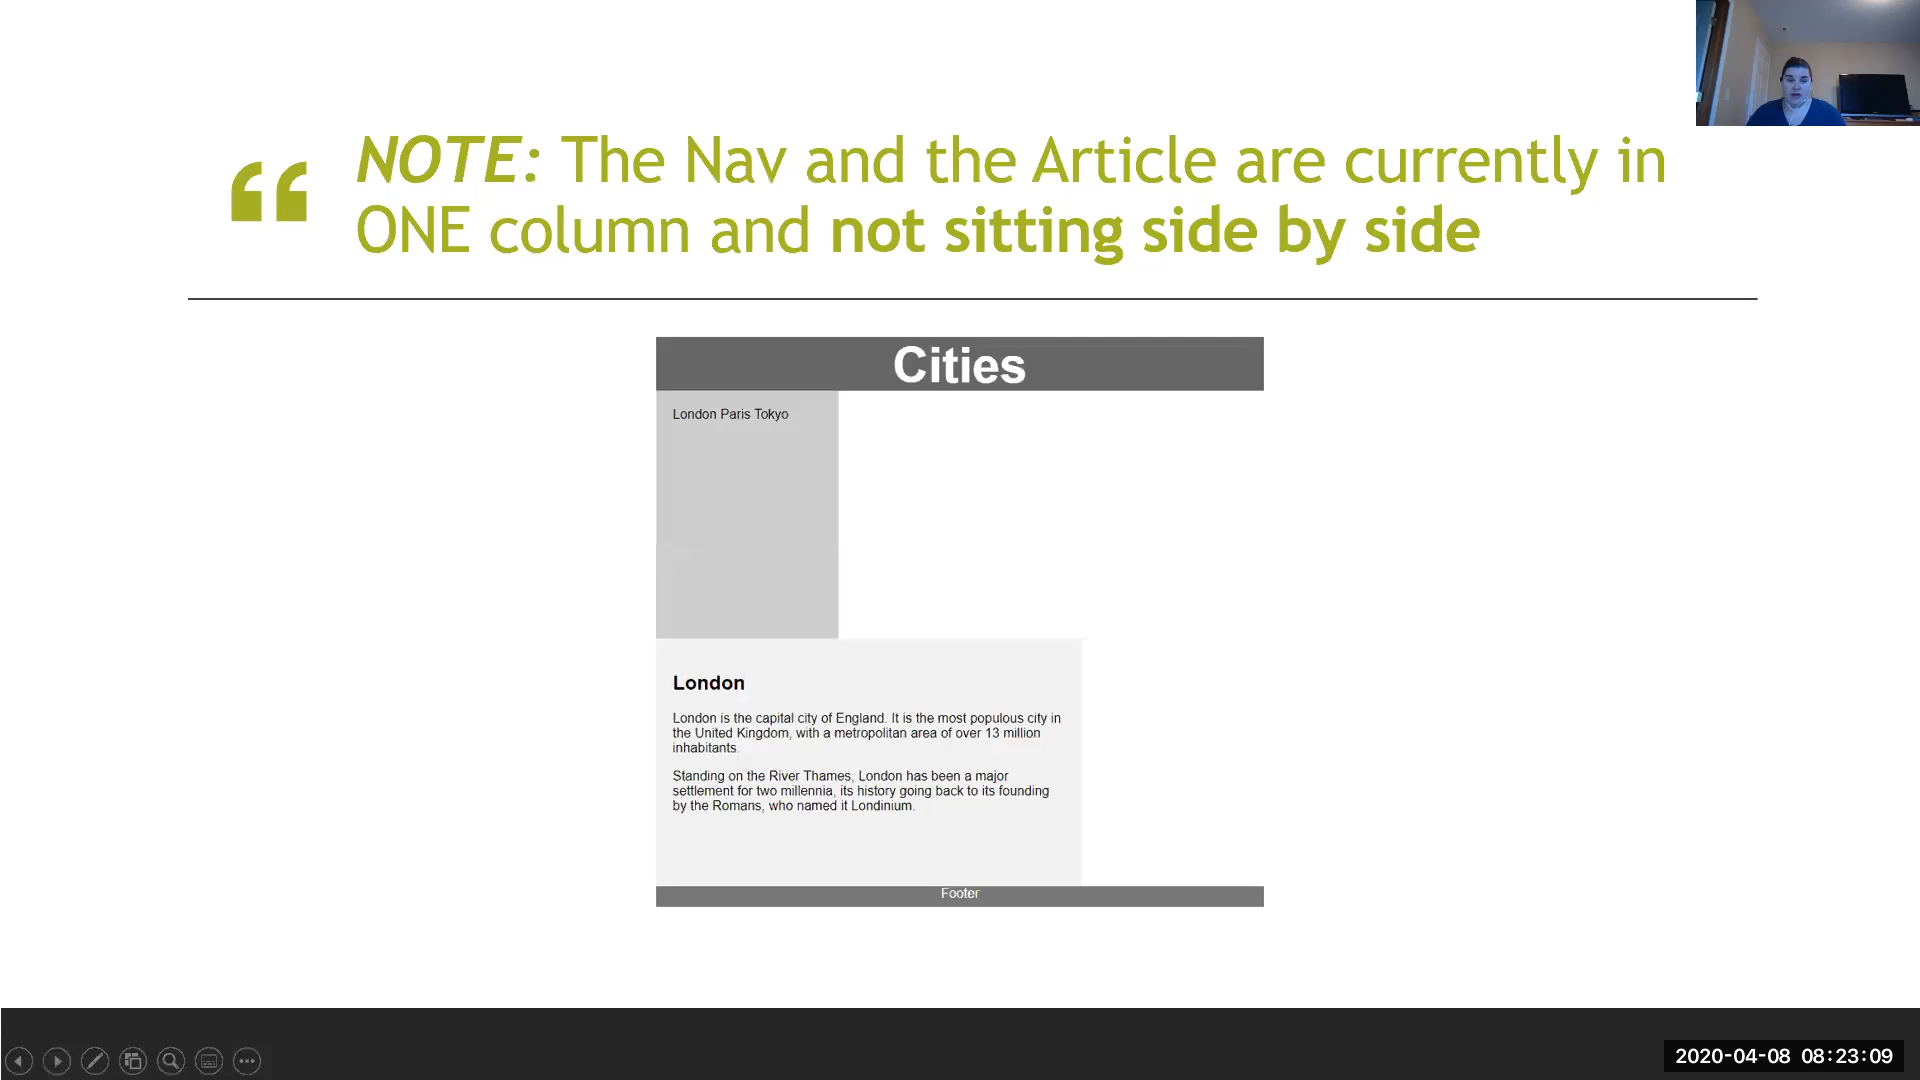 NOTE: The Nav and the Article are currently in
ONE column and not sitting side by side
Cities
London Paris Tokyo
London
London is the capital city of England. It is the most populous city in
the United Kingdom, with a metropolitan area of over 13 million
inhabitants.
Standing on the River Thames, London has been a major
settlement for two millennia, its history going back to its founding
by the Romans, who named it Londinium.
Footer
2020-04-08 08:23:09